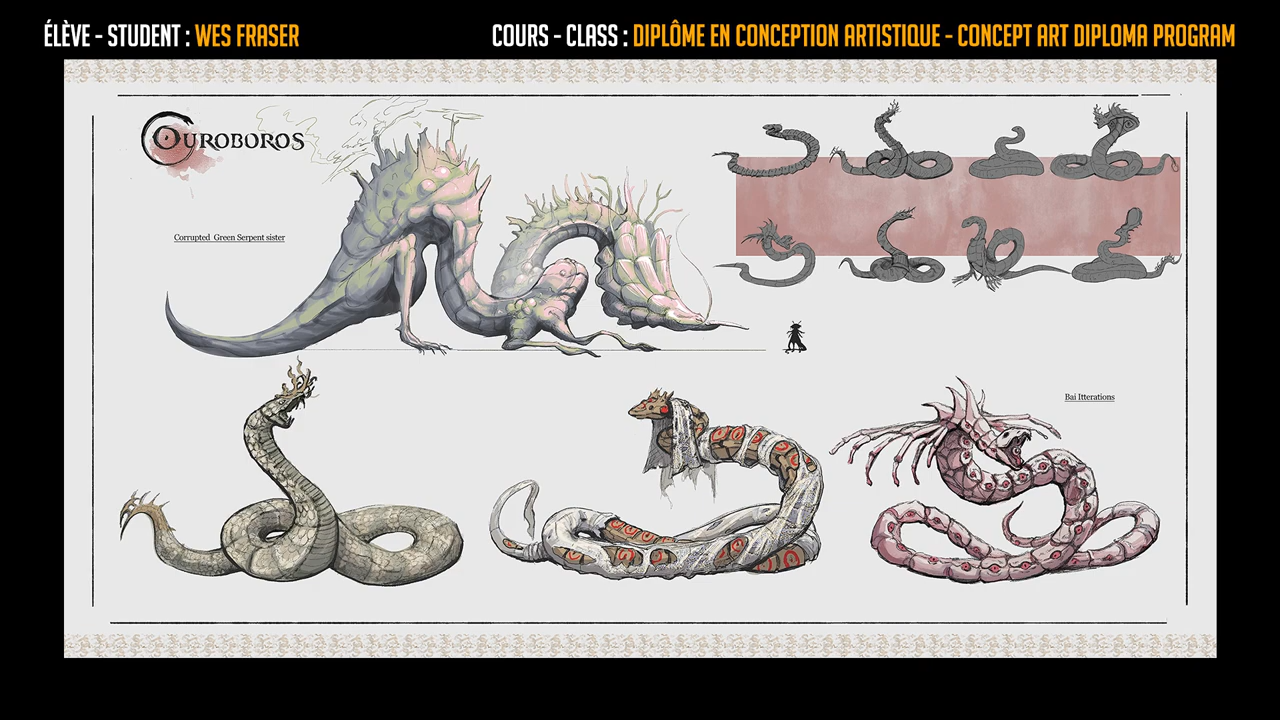 ÉLÈVE - STUDENT : WES FRASER
COURS - CLASS : DIPLÔME EN CONCEPTION ARTISTIQUE - CONCEPT ART DIPLOMA PROGRAM
OUROBOROS
Corrupted Green Serpent sister
Bai Itterations